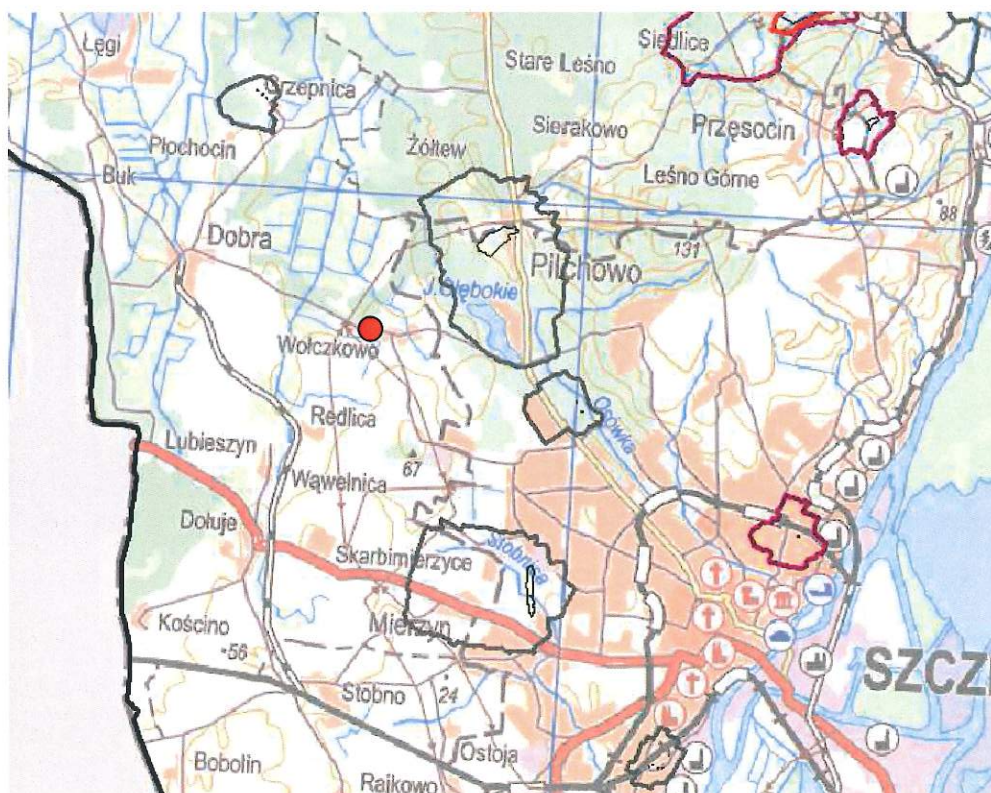 Łęgi
Siedlice
Stare Leśno
Grzepnica
Sierakowo
Przęsocin
Płochocin
Żółtew
Buk
Leśno Górne
88
Dobra
131
Pilchowo
J.Głębokie
Wołczkowo
Osówka
Redlica
Lubieszyn
67
Wąwelnica
Dołuje
Stobnica
Skarbimierzyce
Mierzyn
Kościno
56
SZCZ
Stobno
24
Ostoja
Bobolin
Rajkowo